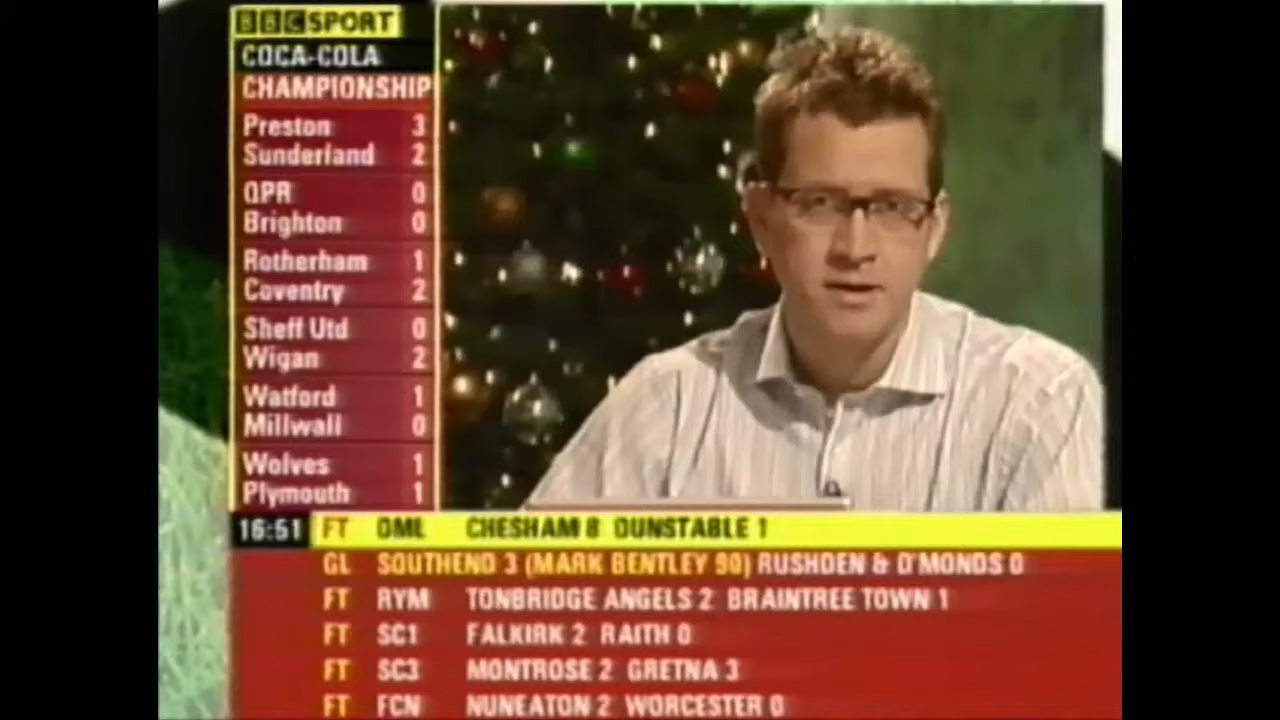 BBC SPORT
COCA-COLA
CHAMPIONSHIP
Preston 3
Sunderland 2
QPR 0
Brighton 0
Rotherham 1
Coventry 2
Sheff Utd 0
Wigan 2
Watford 1
Millwall 0
Wolves 1
Plymouth 1
16:51 FT DML CHESHAM 8 DUNSTABLE 1
GL SOUTHEND 3 (MARK BENTLEY 90) RUSHDEN & D'MONDS 0
FT RYM TONBRIDGE ANGELS 2 BRAINTREE TOWN 1
FT SC1 FALKIRK 2 RAITH 0
FT SC3 MONTROSE 2 GRETNA 3
FT FCN NUNEATON 2 WORCESTER 0